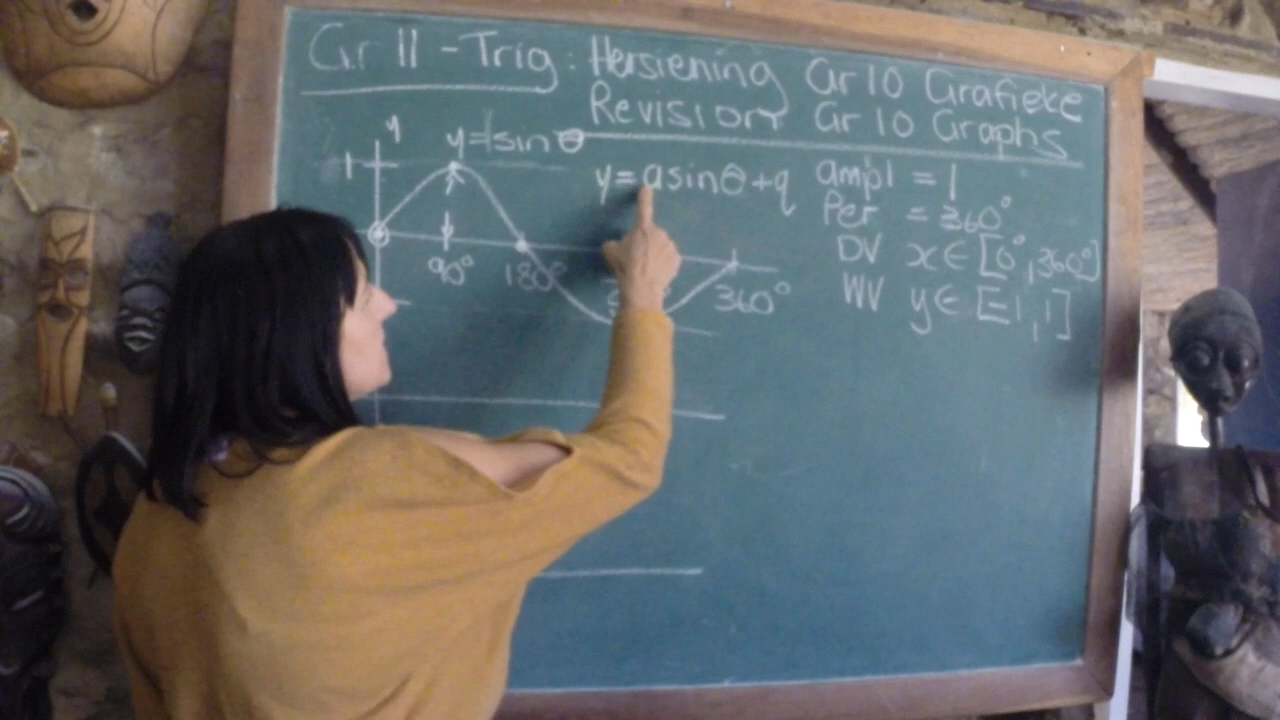 Gr 11 - Trig : Hersiening Gr 10 Grafieke
Revision Gr 10 Graphs
y
y=1sin θ
1
y=asinθ+q
ampl = 1
Per = 360°
DV x∈[0°,360°]
WV y∈[-1,1]
90°
180°
360°